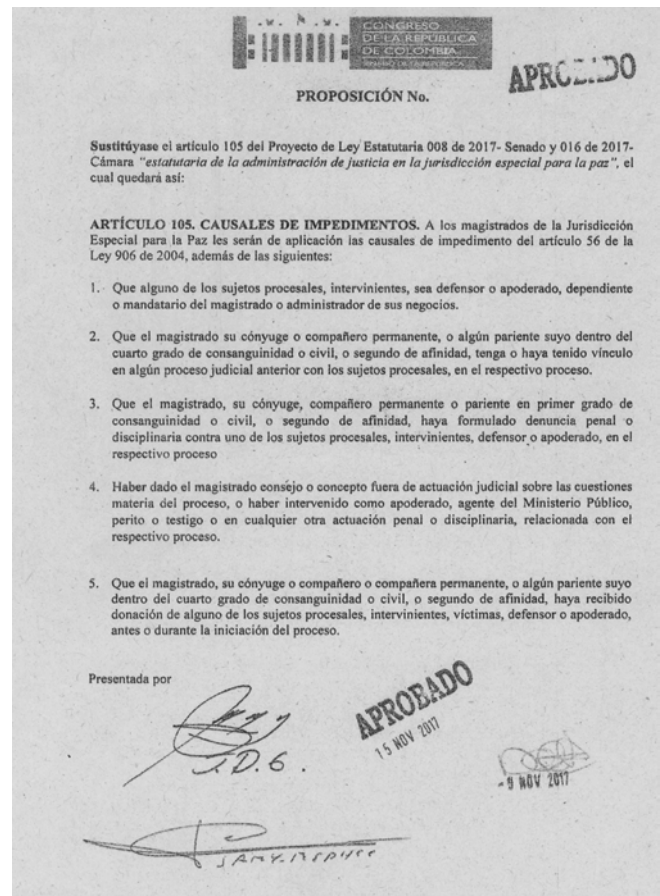 CONGRESO
DE LA REPÚBLICA
DE COLOMBIA
APROBADO
PROPOSICIÓN No.
Sustitúyase el artículo 105 del Proyecto de Ley Estatutaria 008 de 2017- Senado y 016 de 2017-
Cámara "estatutaria de la administración de justicia en la jurisdicción especial para la paz", el
cual quedará así:
ARTÍCULO 105. CAUSALES DE IMPEDIMENTOS. A los magistrados de la Jurisdicción
Especial para la Paz les serán de aplicación las causales de impedimento del artículo 56 de la
Ley 906 de 2004, además de las siguientes:
1. Que alguno de los sujetos procesales, intervinientes, sea defensor o apoderado, dependiente
o mandatario del magistrado o administrador de sus negocios.
2. Que el magistrado su cónyuge o compañero permanente, o algún pariente suyo dentro del
cuarto grado de consanguinidad o civil, o segundo de afinidad, tenga o haya tenido vínculo
en algún proceso judicial anterior con los sujetos procesales, en el respectivo proceso.
3. Que el magistrado, su cónyuge, compañero permanente o pariente en primer grado de
consanguinidad o civil, o segundo de afinidad, haya formulado denuncia penal o
disciplinaria contra uno de los sujetos procesales, intervinientes, defensor o apoderado, en el
respectivo proceso
4. Haber dado el magistrado consejo o concepto fuera de actuación judicial sobre las cuestiones
materia del proceso, o haber intervenido como apoderado, agente del Ministerio Público,
perito o testigo o en cualquier otra actuación penal o disciplinaria, relacionada con el
respectivo proceso.
5. Que el magistrado, su cónyuge o compañero o compañera permanente, o algún pariente suyo
dentro del cuarto grado de consanguinidad o civil, o segundo de afinidad, haya recibido
donación de alguno de los sujetos procesales, intervinientes, víctimas, defensor o apoderado,
antes o durante la iniciación del proceso.
Presentada por
APROBADO
15 NOV 2017
J.D.G.
- 9 NOV 2017